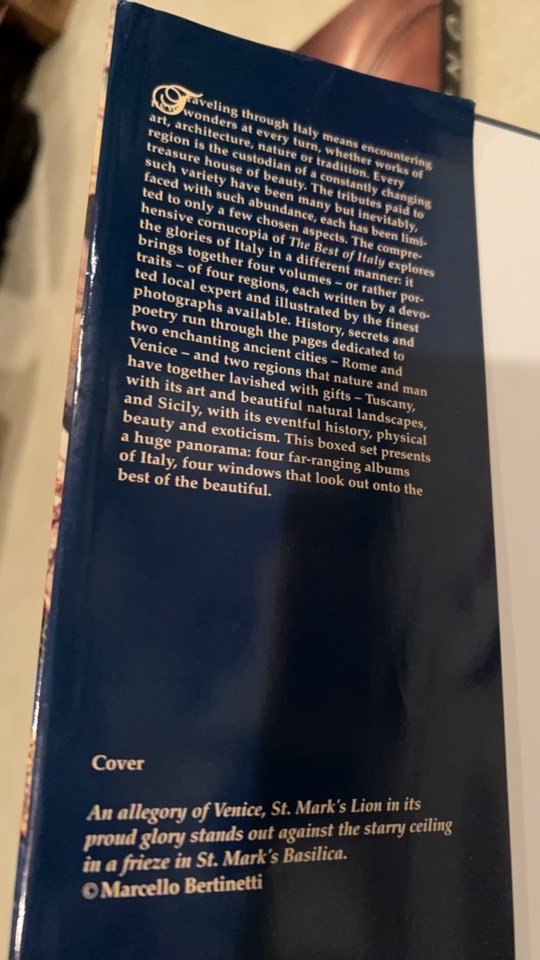 Traveling through Italy means encountering
wonders at every turn, whether works of
art, architecture, nature or tradition. Every
region is the custodian of a constantly changing
treasure house of beauty. The tributes paid to
such variety have been many but inevitably,
faced with such abundance, each has been limi-
ted to only a few chosen aspects. The compre-
hensive cornucopia of The Best of Italy explores
the glories of Italy in a different manner: it
brings together four volumes – or rather por-
traits – of four regions, each written by a devo-
ted local expert and illustrated by the finest
photographs available. History, secrets and
poetry run through the pages dedicated to
two enchanting ancient cities – Rome and
Venice – and two regions that nature and man
have together lavished with gifts – Tuscany,
with its art and beautiful natural landscapes,
and Sicily, with its eventful history, physical
beauty and exoticism. This boxed set presents
a huge panorama: four far-ranging albums
of Italy, four windows that look out onto the
best of the beautiful.
Cover
An allegory of Venice, St. Mark's Lion in its
proud glory stands out against the starry ceiling
in a frieze in St. Mark's Basilica.
© Marcello Bertinetti